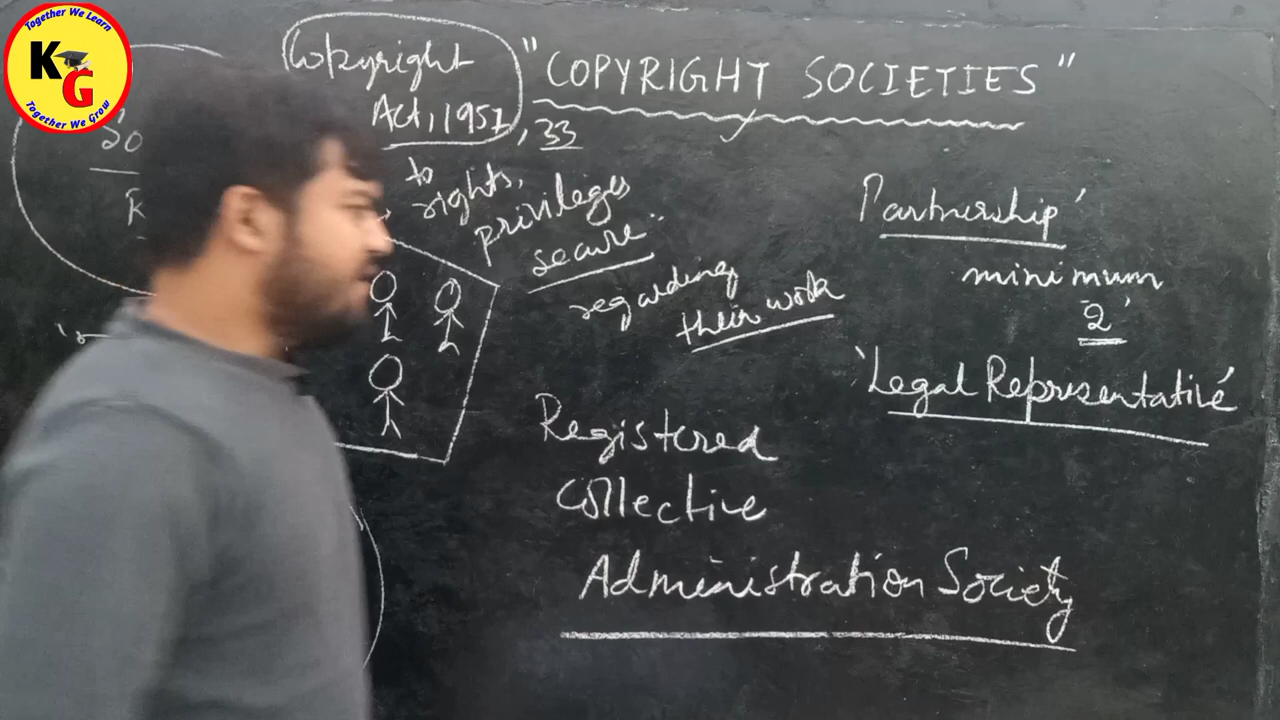 Together We Learn
KG
Together We Grow
Copyright
Act, 1957, 33
"COPYRIGHT SOCIETIES"
to
rights,
privileges
secure"
regarding
their work
Partnership'
minimum
2'
'Legal Representative'
Registered
Collective
Administration Society